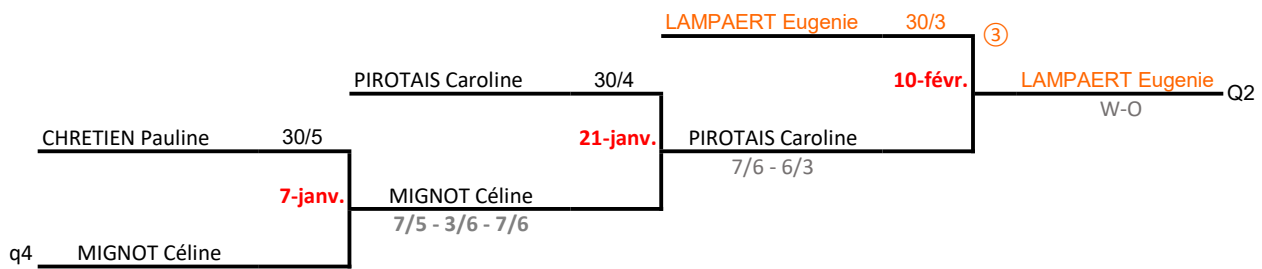 LAMPAERT Eugenie 30/3
③
PIROTAIS Caroline 30/4
10-févr.
LAMPAERT Eugenie
Q2
W-O
CHRETIEN Pauline 30/5
21-janv.
PIROTAIS Caroline
7/6 - 6/3
7-janv.
MIGNOT Céline
7/5 - 3/6 - 7/6
q4 MIGNOT Céline